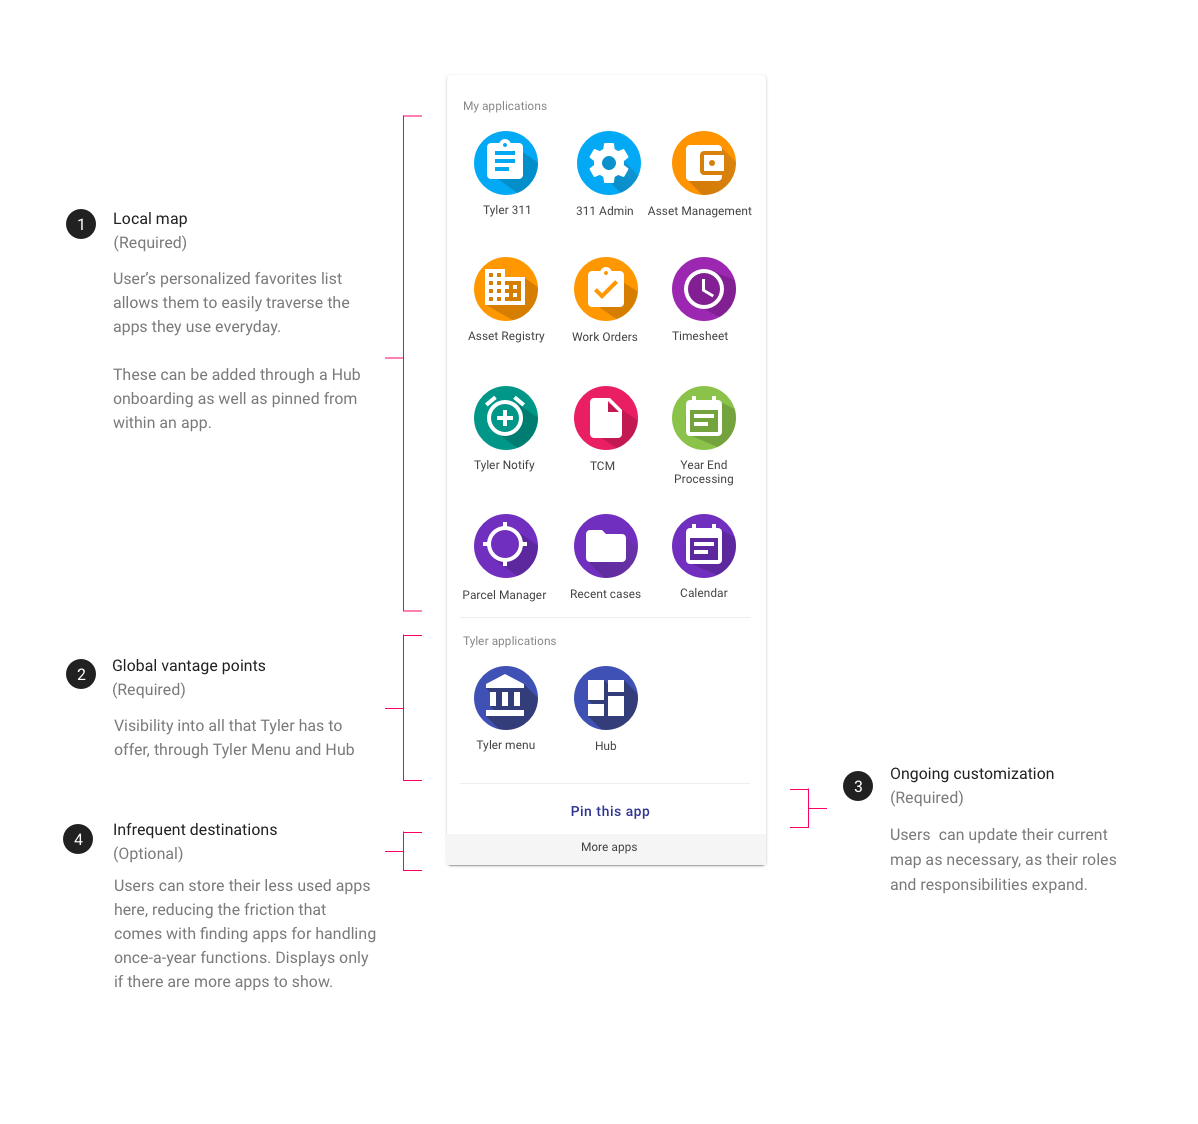 My applications
Tyler 311
311 Admin
Asset Management
1
Local map
(Required)
User’s personalized favorites list
allows them to easily traverse the
apps they use everyday.
These can be added through a Hub
onboarding as well as pinned from
within an app.
Asset Registry
Work Orders
Timesheet
Tyler Notify
TCM
Year End
Processing
Parcel Manager
Recent cases
Calendar
2
Global vantage points
(Required)
Visibility into all that Tyler has to
offer, through Tyler Menu and Hub
Tyler applications
Tyler menu
Hub
3
Ongoing customization
(Required)
Users  can update their current
map as necessary, as their roles
and responsibilities expand.
Pin this app
More apps
4
Infrequent destinations
(Optional)
Users can store their less used apps
here, reducing the friction that
comes with finding apps for handling
once-a-year functions. Displays only
if there are more apps to show.